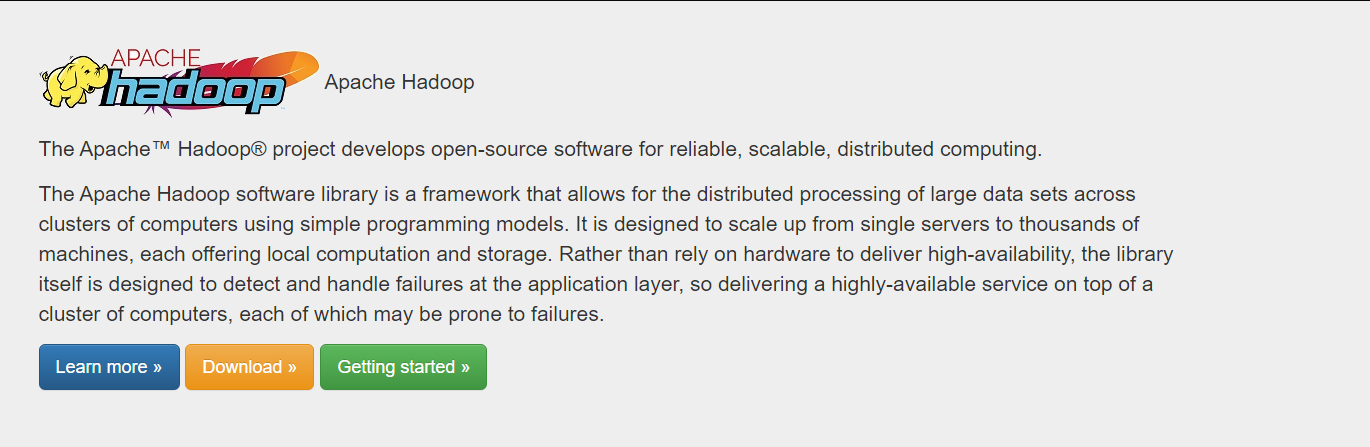 APACHE
hadoop
Apache Hadoop
The Apache™ Hadoop® project develops open-source software for reliable, scalable, distributed computing.
The Apache Hadoop software library is a framework that allows for the distributed processing of large data sets across
clusters of computers using simple programming models. It is designed to scale up from single servers to thousands of
machines, each offering local computation and storage. Rather than rely on hardware to deliver high-availability, the library
itself is designed to detect and handle failures at the application layer, so delivering a highly-available service on top of a
cluster of computers, each of which may be prone to failures.
Learn more » Download » Getting started »